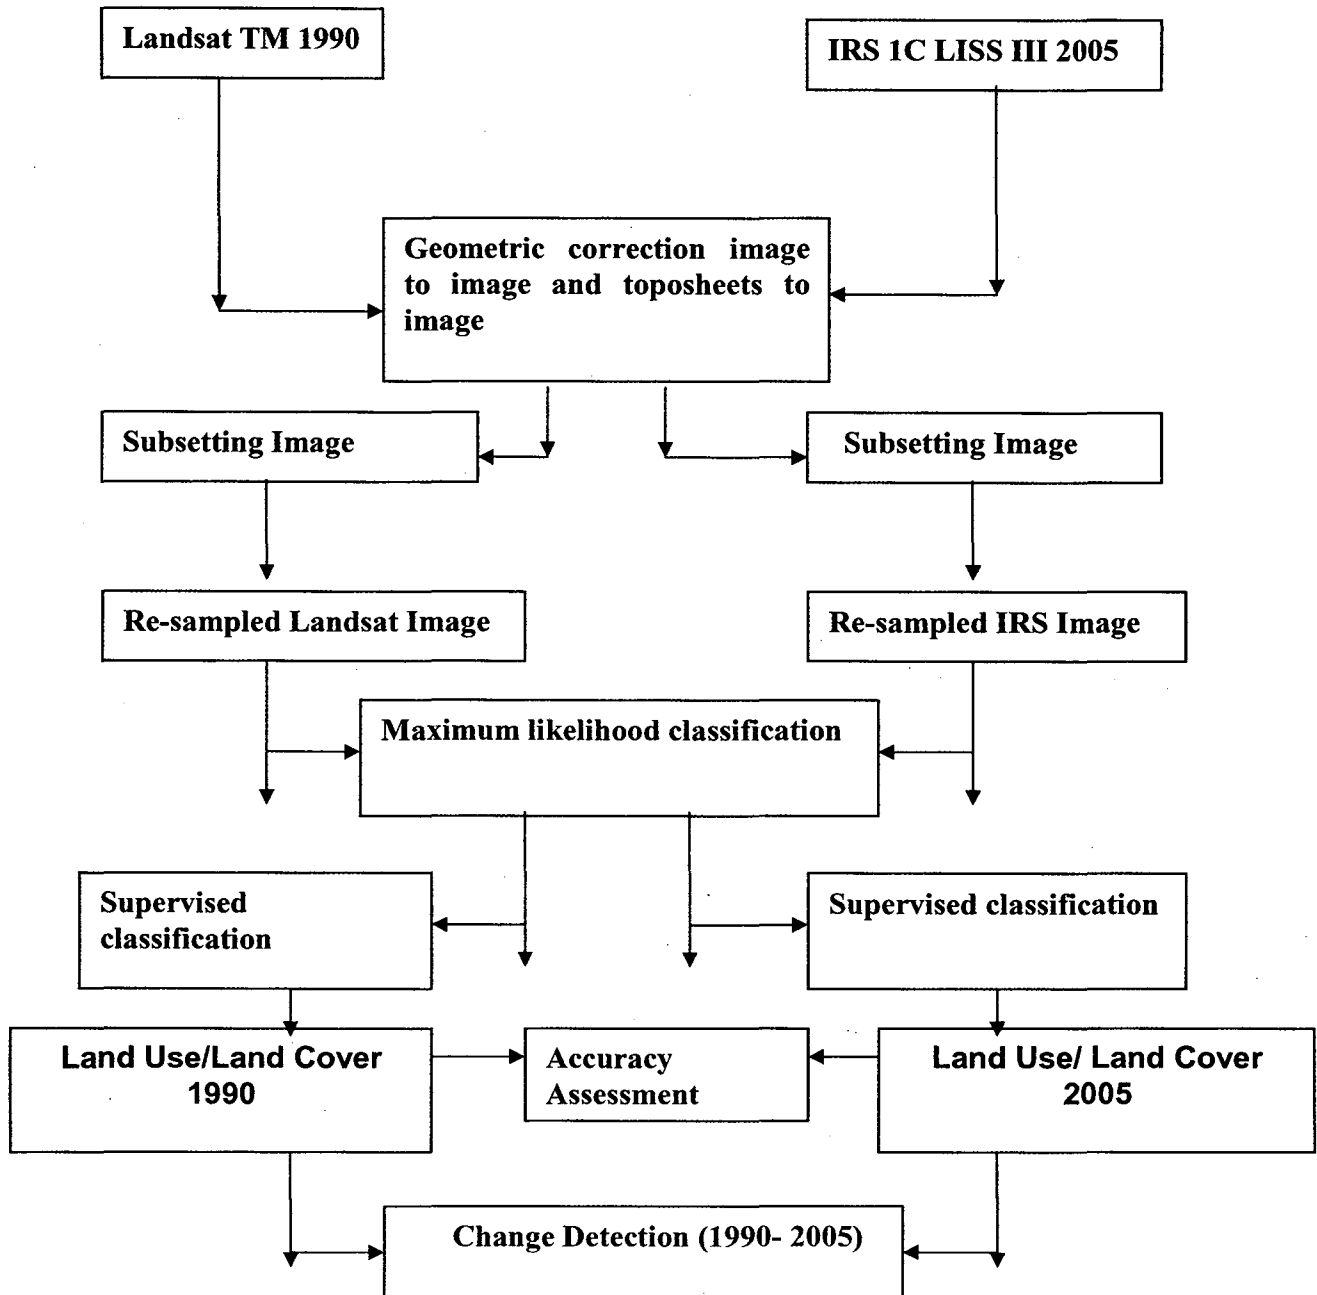 Landsat TM 1990
IRS 1C LISS III 2005
Geometric correction image
to image and toposheets to
image
Subsetting Image
Subsetting Image
Re-sampled Landsat Image
Re-sampled IRS Image
Maximum likelihood classification
Supervised
classification
Supervised classification
Land Use/Land Cover
1990
Accuracy
Assessment
Land Use/ Land Cover
2005
Change Detection (1990- 2005)